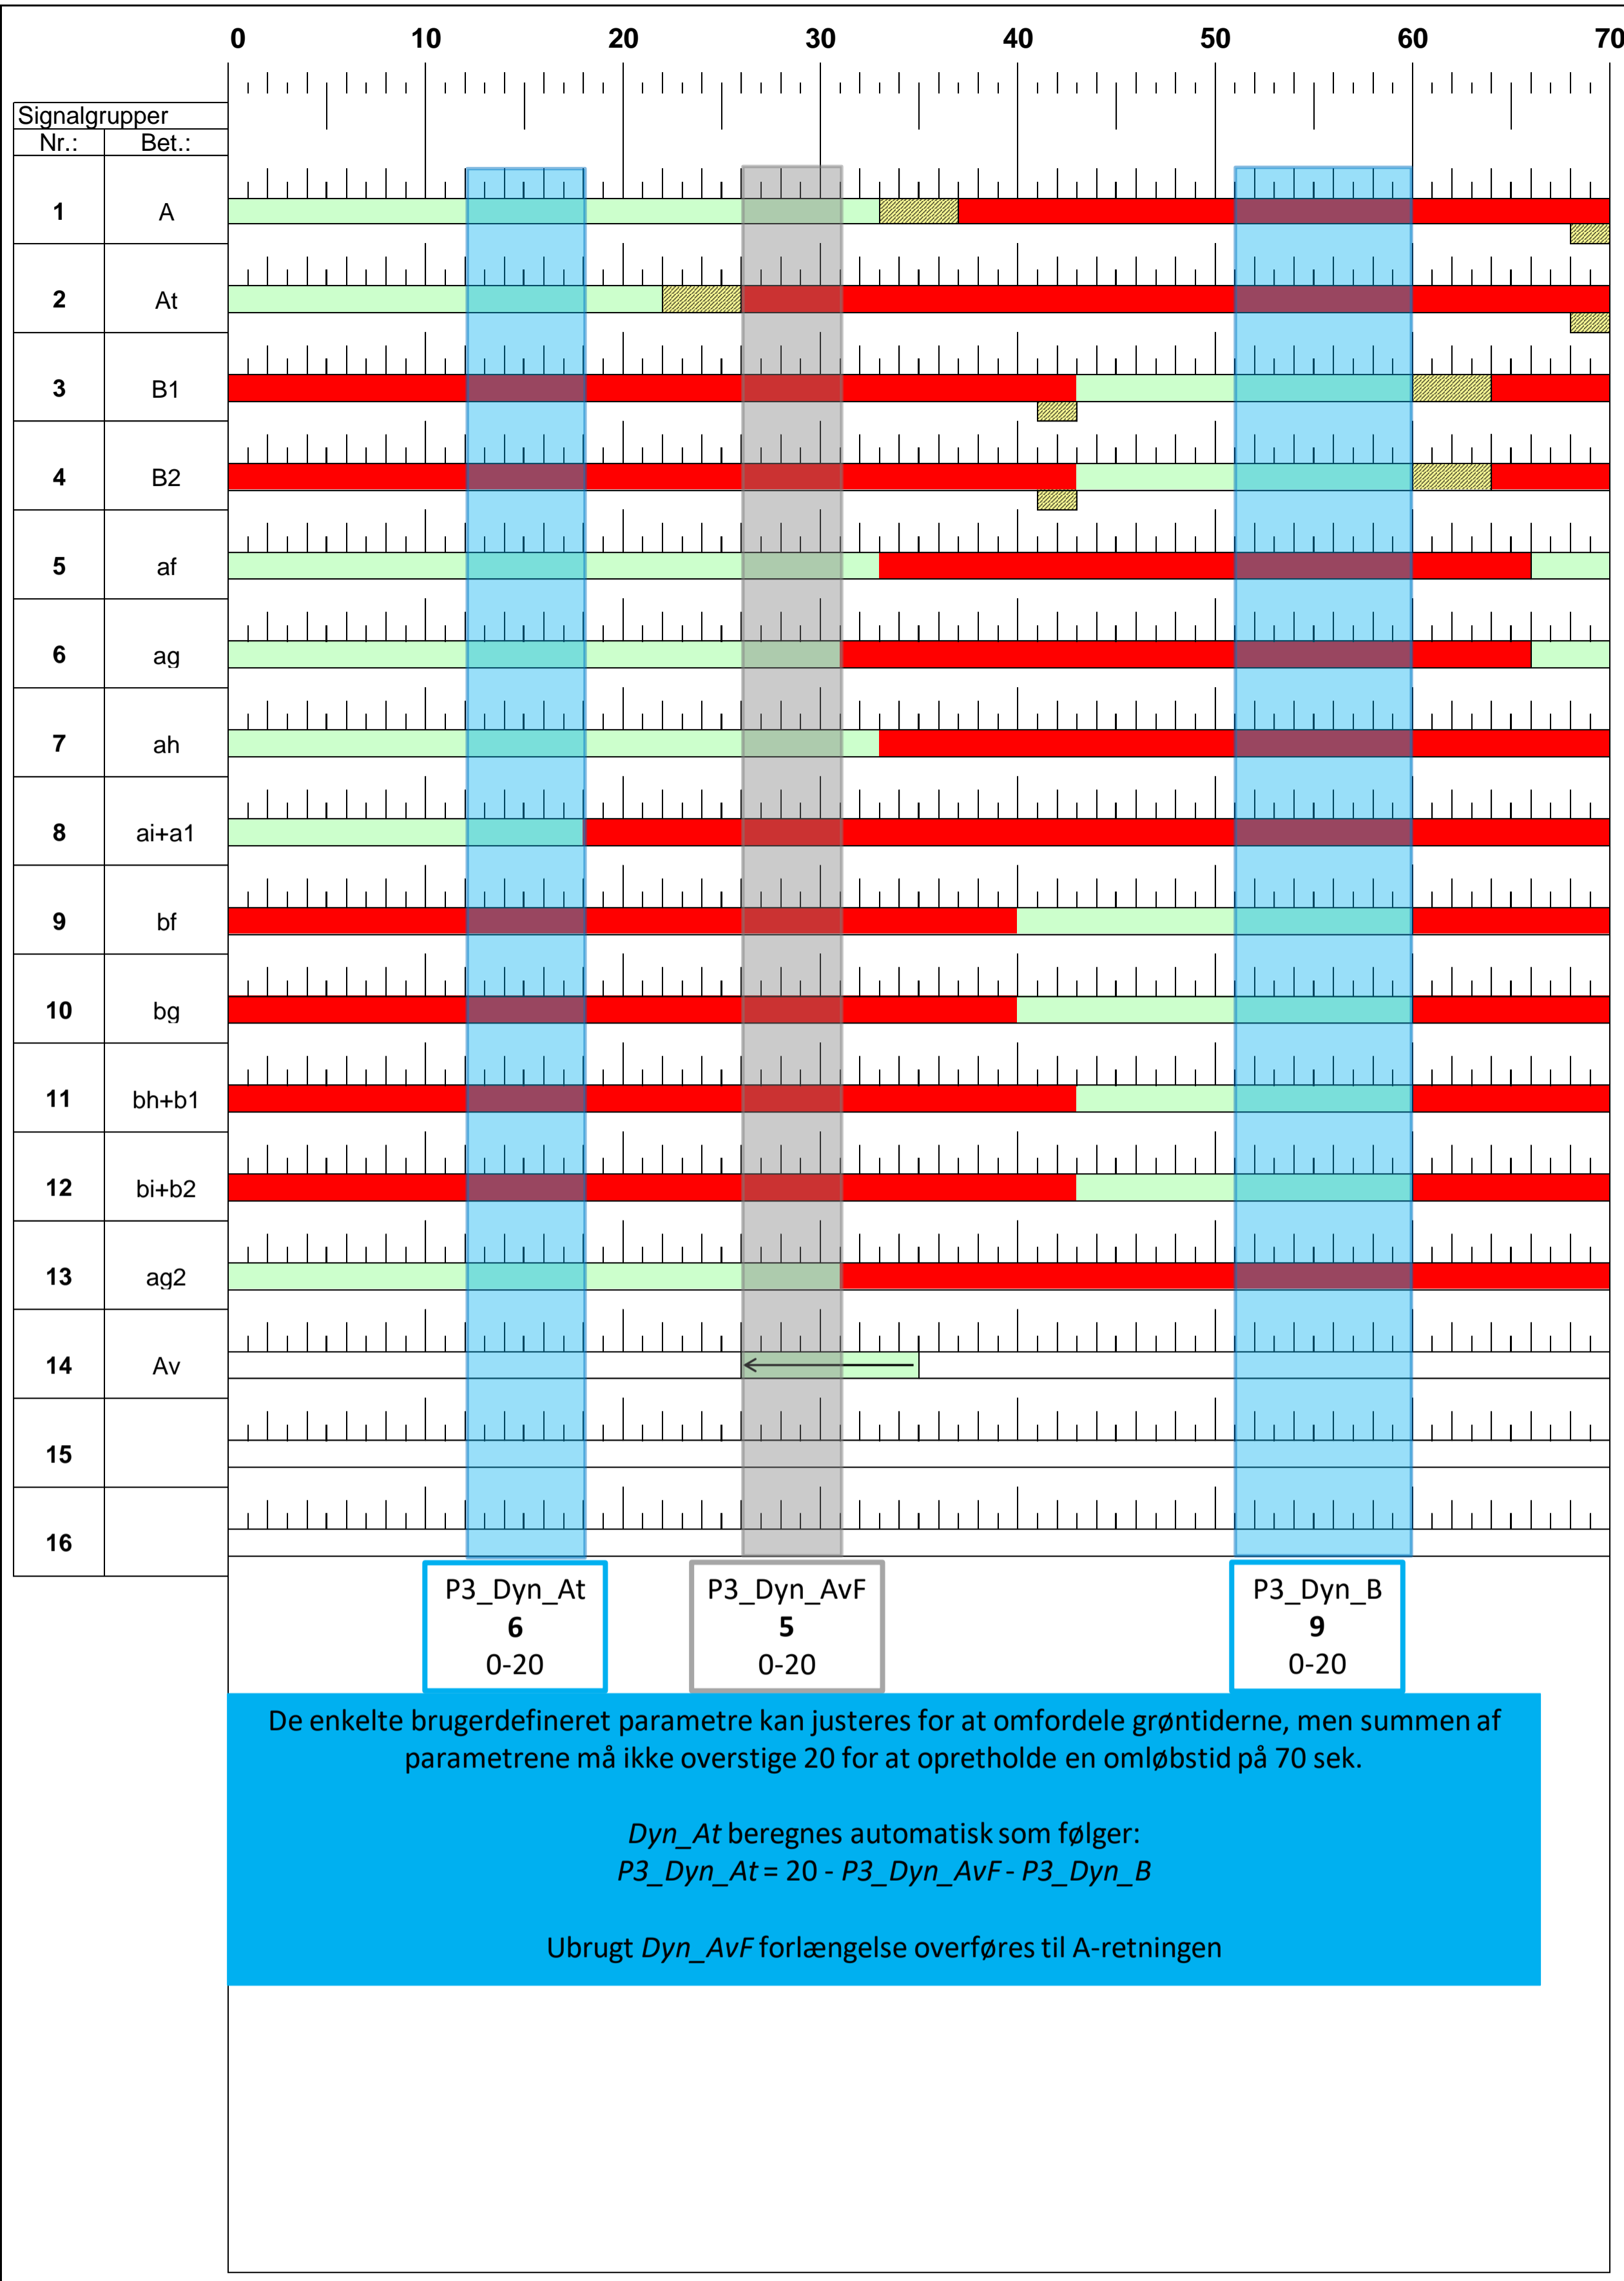 0 10 20 30 40 50 60 70
Signalgrupper
Nr.: Bet.:
1 A
2 At
3 B1
4 B2
5 af
6 ag
7 ah
8 ai+a1
9 bf
10 bg
11 bh+b1
12 bi+b2
13 ag2
14 Av
15
16
P3_Dyn_At
6
0-20
P3_Dyn_AvF
5
0-20
P3_Dyn_B
9
0-20
De enkelte brugerdefineret parametre kan justeres for at omfordele grøntiderne, men summen af
parametrene må ikke overstige 20 for at opretholde en omløbstid på 70 sek.
Dyn_At beregnes automatisk som følger:
P3_Dyn_At = 20 - P3_Dyn_AvF - P3_Dyn_B
Ubrugt Dyn_AvF forlængelse overføres til A-retningen